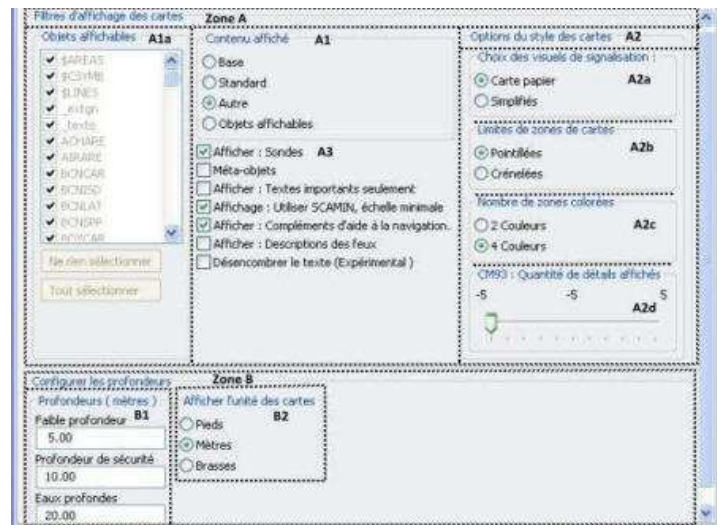 Filtres d'affichage des cartes Zone A
Objets affichables A1a
$AREAS
$CSYMB
$LINES
_extgn
_texto
ACHARE
AIRARE
BCNCAR
BCNISD
BCNLAT
BCNSPP
BOYCAR
Ne rien sélectionner
Tout sélectionner
Contenu affiché A1
Base
Standard
Autre
Objets affichables
Afficher : Sondes A3
Méta-objets
Afficher : Textes importants seulement
Affichage : Utiliser SCAMIN, échelle minimale
Afficher : Compléments d'aide à la navigation.
Afficher : Descriptions des feux
Désencombrer le texte (Expérimental )
Options du style des cartes A2
Choix des visuels de signalisation :
Carte papier A2a
Simplifiés
Limites de zones de cartes
A2b
Pointillées
Crénelées
Nombre de zones colorées
2 Couleurs A2c
4 Couleurs
CM93 : Quantité de détails affichés
-5 -5 5
A2d
Configurer les profondeurs Zone B
Profondeurs ( mètres )
B1
Faible profondeur
5.00
Profondeur de sécurité
10.00
Eaux profondes
20.00
Afficher l'unité des cartes
B2
Pieds
Mètres
Brasses